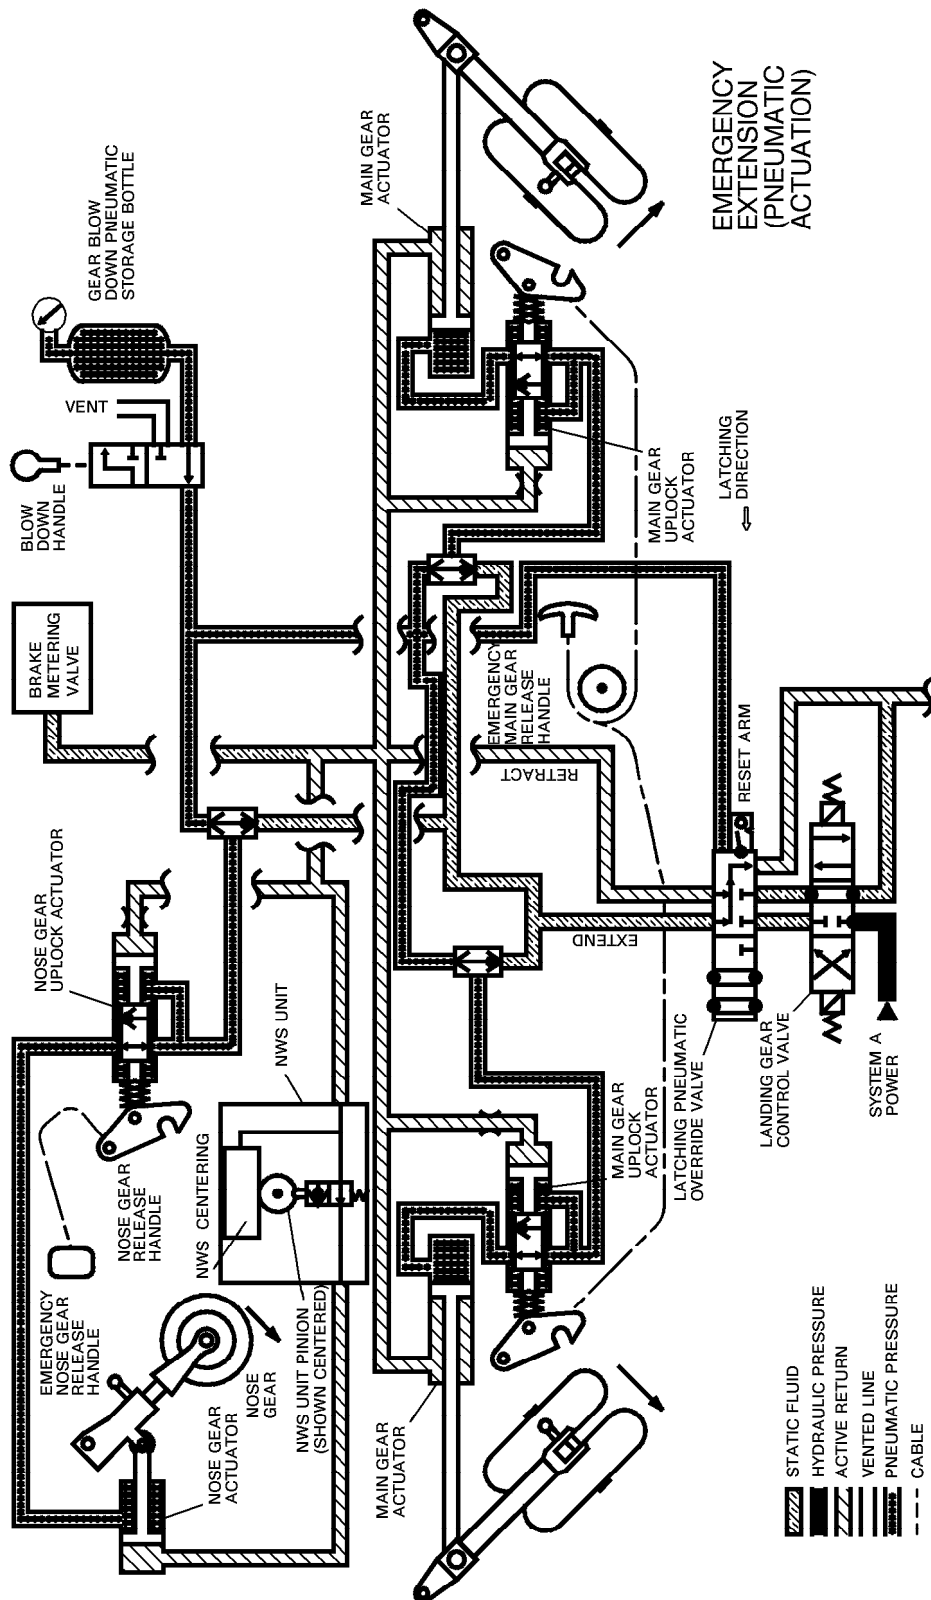 EMERGENCY
EXTENSION
(PNEUMATIC
ACTUATION)
MAIN GEAR
ACTUATOR
GEAR BLOW
DOWN PNEUMATIC
STORAGE BOTTLE
VENT
BLOW
DOWN
HANDLE
BRAKE
METERING
VALVE
MAIN GEAR
UPLOCK
ACTUATOR
LATCHING
DIRECTION
EMERGENCY
MAIN GEAR
RELEASE
HANDLE
RETRACT
RESET ARM
EXTEND
NOSE GEAR
UPLOCK ACTUATOR
NWS UNIT
NWS CENTERING
NWS UNIT PINION
(SHOWN CENTERED)
NOSE GEAR
RELEASE
HANDLE
EMERGENCY
NOSE GEAR
RELEASE
HANDLE
NOSE
GEAR
NOSE GEAR
ACTUATOR
MAIN GEAR
ACTUATOR
MAIN GEAR
UPLOCK
ACTUATOR
LATCHING PNEUMATIC
OVERRIDE VALVE
LANDING GEAR
CONTROL VALVE
SYSTEM A
POWER
STATIC FLUID
HYDRAULIC PRESSURE
ACTIVE RETURN
VENTED LINE
PNEUMATIC PRESSURE
CABLE